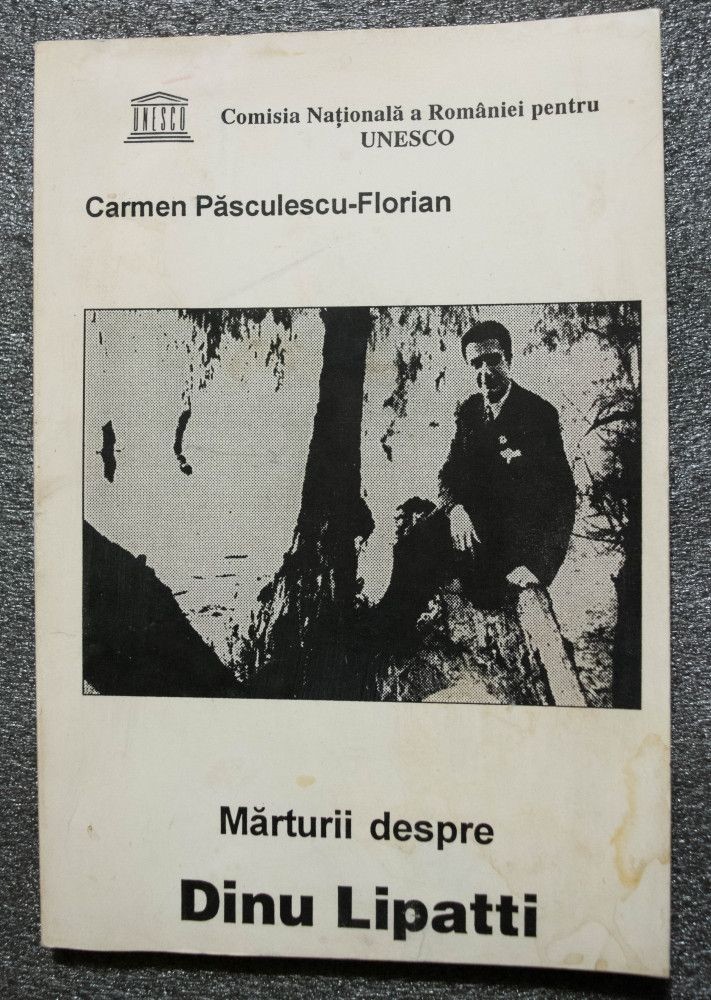 UNESCO
Comisia Națională a României pentru
UNESCO
Carmen Păsculescu-Florian
Mărturii despre
Dinu Lipatti